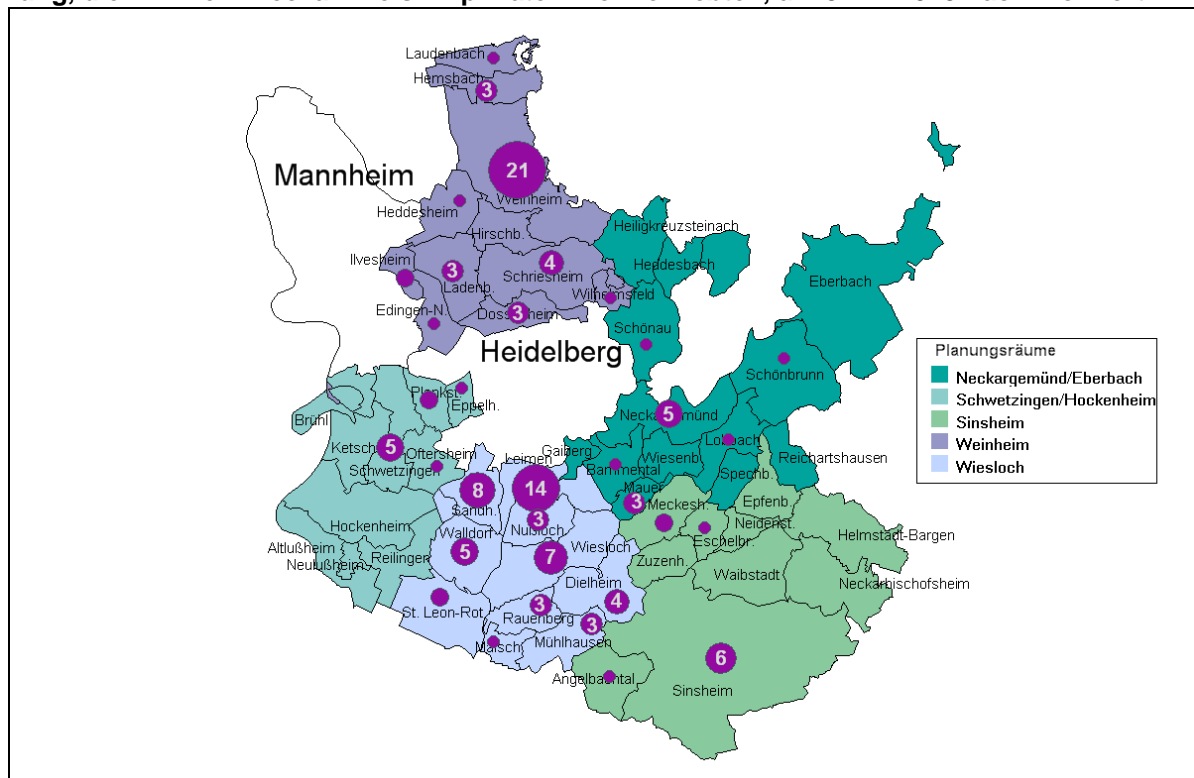 Laudenbach
Hemsbach
3
21
Mannheim
Weinheim
Heddesheim
Heiligkreuzsteinach
Hirschb.
Ilvesheim
3
4
Heddesbach
Ladenb.
Schriesheim
Eberbach
Wilhelmsfeld
Edingen-N.
3
Schönau
Heidelberg
Planungsräume
Schönbrunn
Neckargemünd/Eberbach
Plankst.
Eppelh.
Schwetzingen/Hockenheim
Brühl
5
Sinsheim
Ketsch
5
Oftersheim
Lobbach
Weinheim
Schwetzingen
Leimen
Gaiberg
Wiesenb.
Reichartshausen
Wiesloch
Bammental
Spechb.
8
14
Mauer
Sandh.
3
Meckesh.
Epfenb.
Hockenheim
3
Nußloch
Neidenst.
Walldorf
Eschelbr.
Helmstadt-Bargen
Altlußheim
5
Wiesloch
Reilingen
7
Zuzenh.
Neulußheim
Waibstadt
Dielheim
Neckarbischofsheim
St. Leon-Rot
3
4
Rauenberg
3
Malsch
Mühlhausen
6
Angelbachtal
Sinsheim